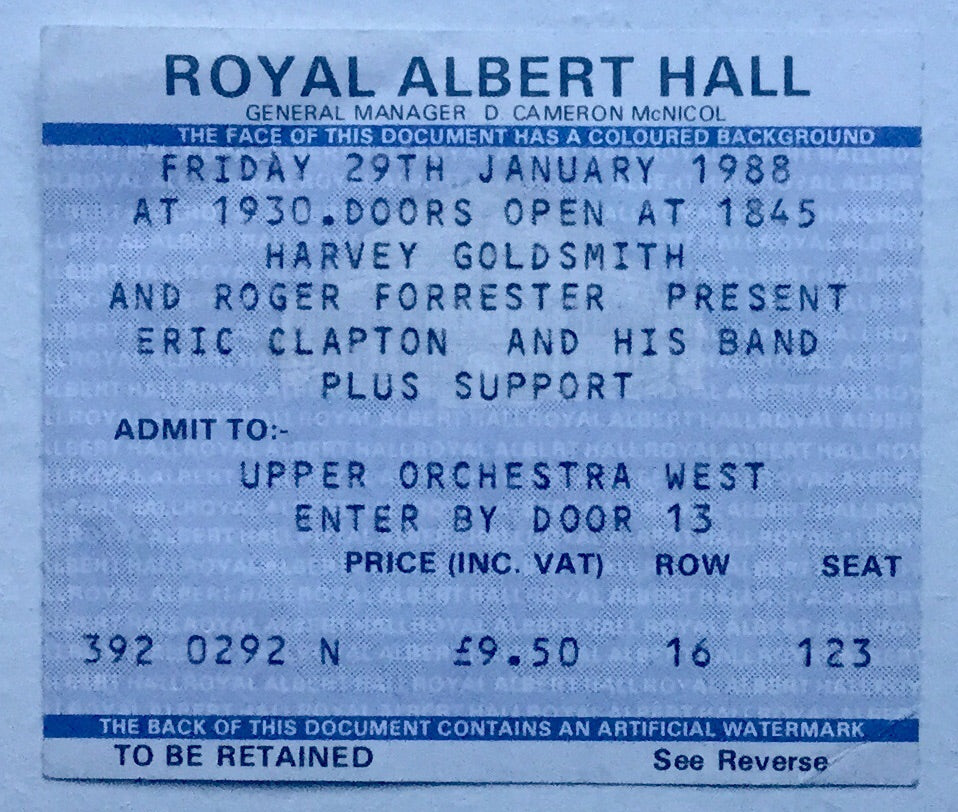 ROYAL ALBERT HALL
GENERAL MANAGER D CAMERON McNICOL
THE FACE OF THIS DOCUMENT HAS A COLOURED BACKGROUND
FRIDAY 29TH JANUARY 1988
AT 1930.DOORS OPEN AT 1845
HARVEY GOLDSMITH
AND ROGER FORRESTER PRESENT
ERIC CLAPTON AND HIS BAND
PLUS SUPPORT
ADMIT TO:-
UPPER ORCHESTRA WEST
ENTER BY DOOR 13
PRICE (INC. VAT) ROW SEAT
392 0292 N £9.50 16 123
THE BACK OF THIS DOCUMENT CONTAINS AN ARTIFICIAL WATERMARK
TO BE RETAINED See Reverse